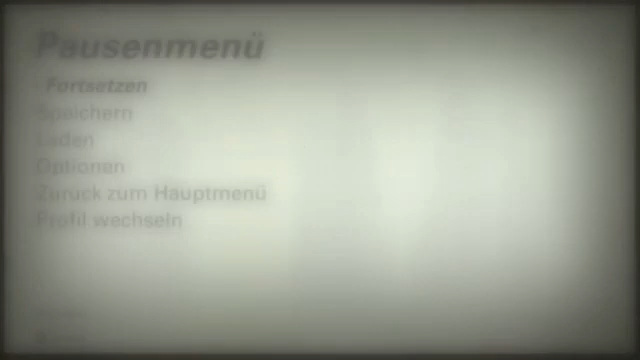 Pausenmenü
Fortsetzen
Speichern
Laden
Optionen
Zurück zum Hauptmenü
Profil wechseln